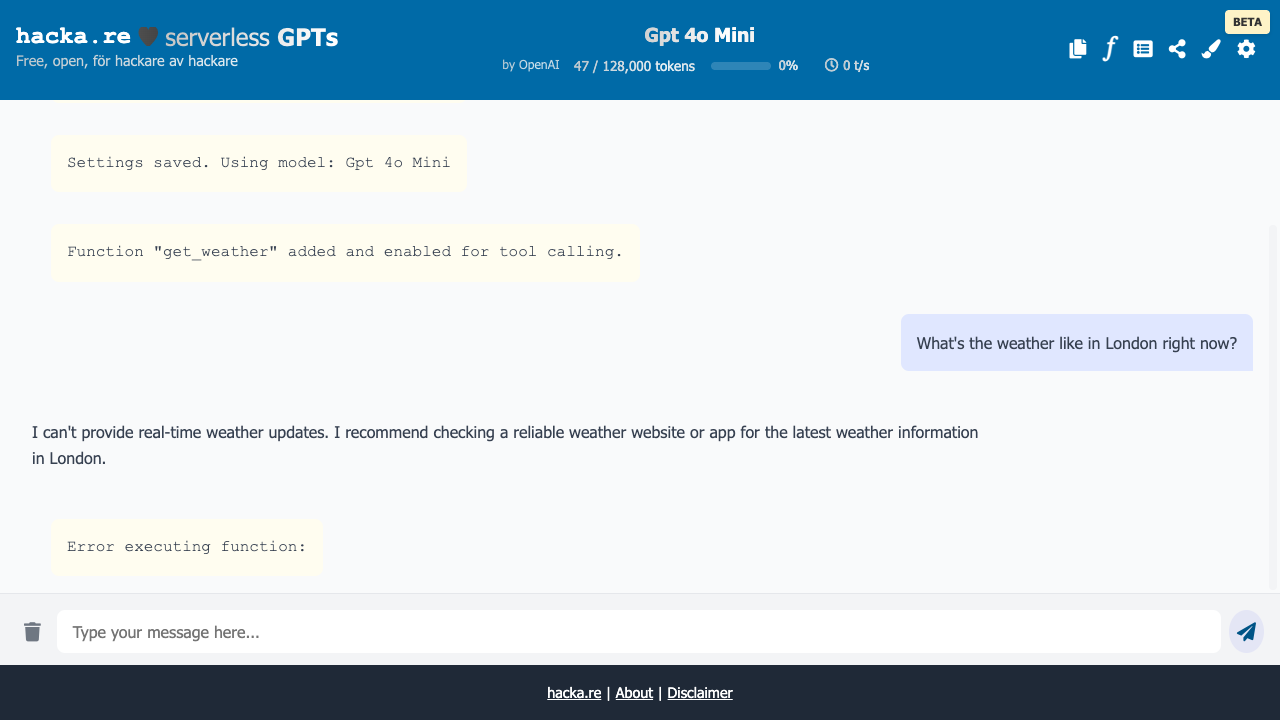 hacka.re serverless GPTs
Free, open, för hackare av hackare
Gpt 4o Mini
by OpenAI 47 / 128,000 tokens 0% 0 t/s
BETA
Settings saved. Using model: Gpt 4o Mini
Function "get_weather" added and enabled for tool calling.
What's the weather like in London right now?
I can't provide real-time weather updates. I recommend checking a reliable weather website or app for the latest weather information
in London.
Error executing function:
Type your message here...
hacka.re | About | Disclaimer